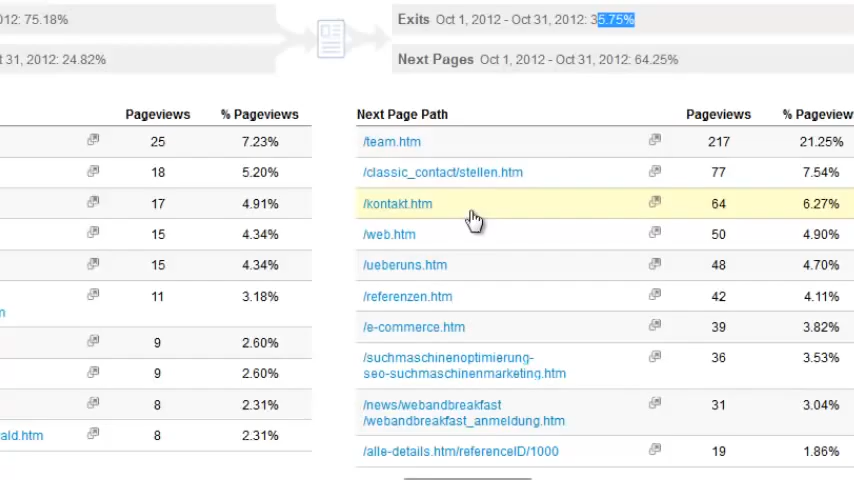 012: 75.18%
Exits Oct 1, 2012 - Oct 31, 2012: 35.75%
t 31, 2012: 24.82%
Next Pages Oct 1, 2012 - Oct 31, 2012: 64.25%
Pageviews % Pageviews
25 7.23%
18 5.20%
17 4.91%
15 4.34%
15 4.34%
11 3.18%
m
9 2.60%
9 2.60%
8 2.31%
ald.htm 8 2.31%
Next Page Path Pageviews % Pageview
/team.htm 217 21.25%
/classic_contact/stellen.htm 77 7.54%
/kontakt.htm 64 6.27%
/web.htm 50 4.90%
/ueberuns.htm 48 4.70%
/referenzen.htm 42 4.11%
/e-commerce.htm 39 3.82%
/suchmaschinenoptimierung-
seo-suchmaschinenmarketing.htm 36 3.53%
/news/webandbreakfast
/webandbreakfast_anmeldung.htm 31 3.04%
/alle-details.htm/referenceID/1000 19 1.86%